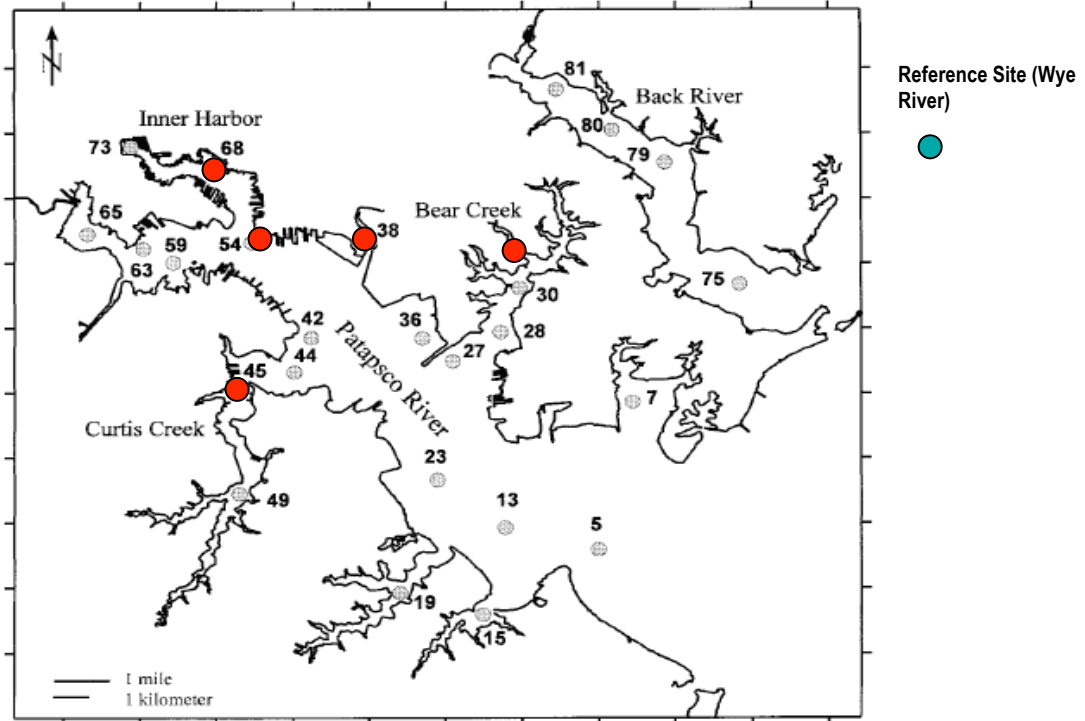 N
81
Reference Site (Wye
River)
Back River
Inner Harbor
80
73
68
79
Bear Creek
65
38
59
54
63
75
30
42
36
28
Patapsco River
27
44
45
7
Curtis Creek
23
49
13
5
19
15
1 mile
1 kilometer